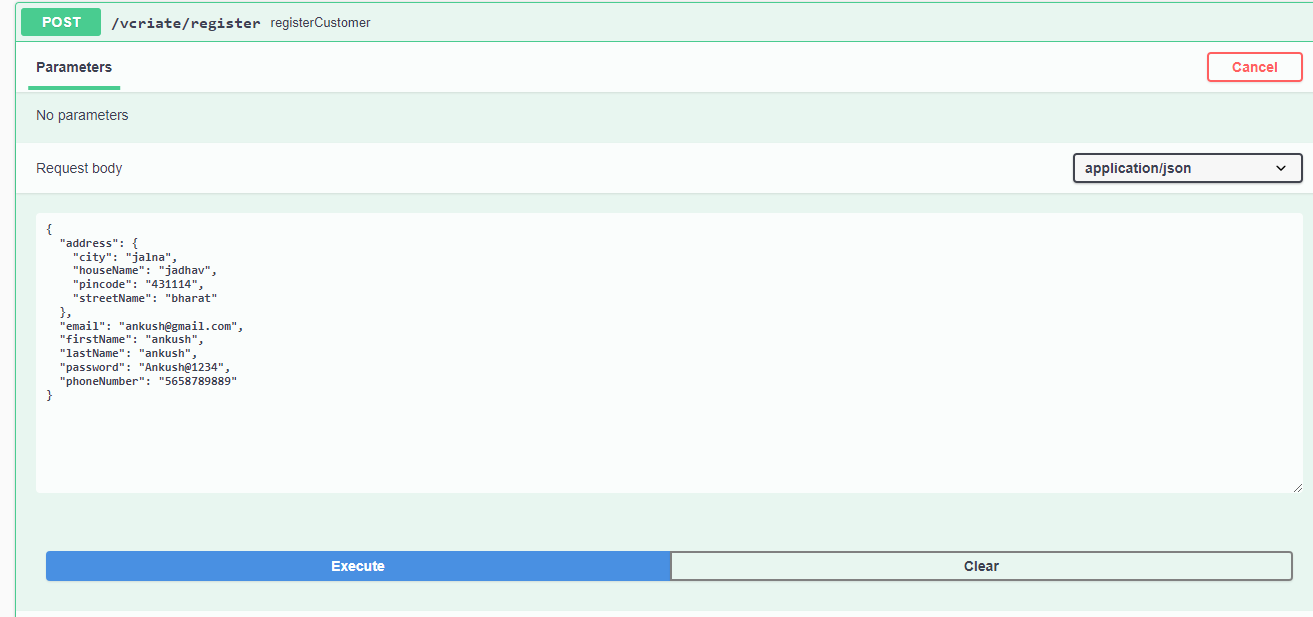 POST /vcriate/register registerCustomer
Parameters Cancel
No parameters
Request body application/json
{
  "address": {
    "city": "jalna",
    "houseName": "jadhav",
    "pincode": "431114",
    "streetName": "bharat"
  },
  "email": "ankush@gmail.com",
  "firstName": "ankush",
  "lastName": "ankush",
  "password": "Ankush@1234",
  "phoneNumber": "5658789889"
}
Execute Clear